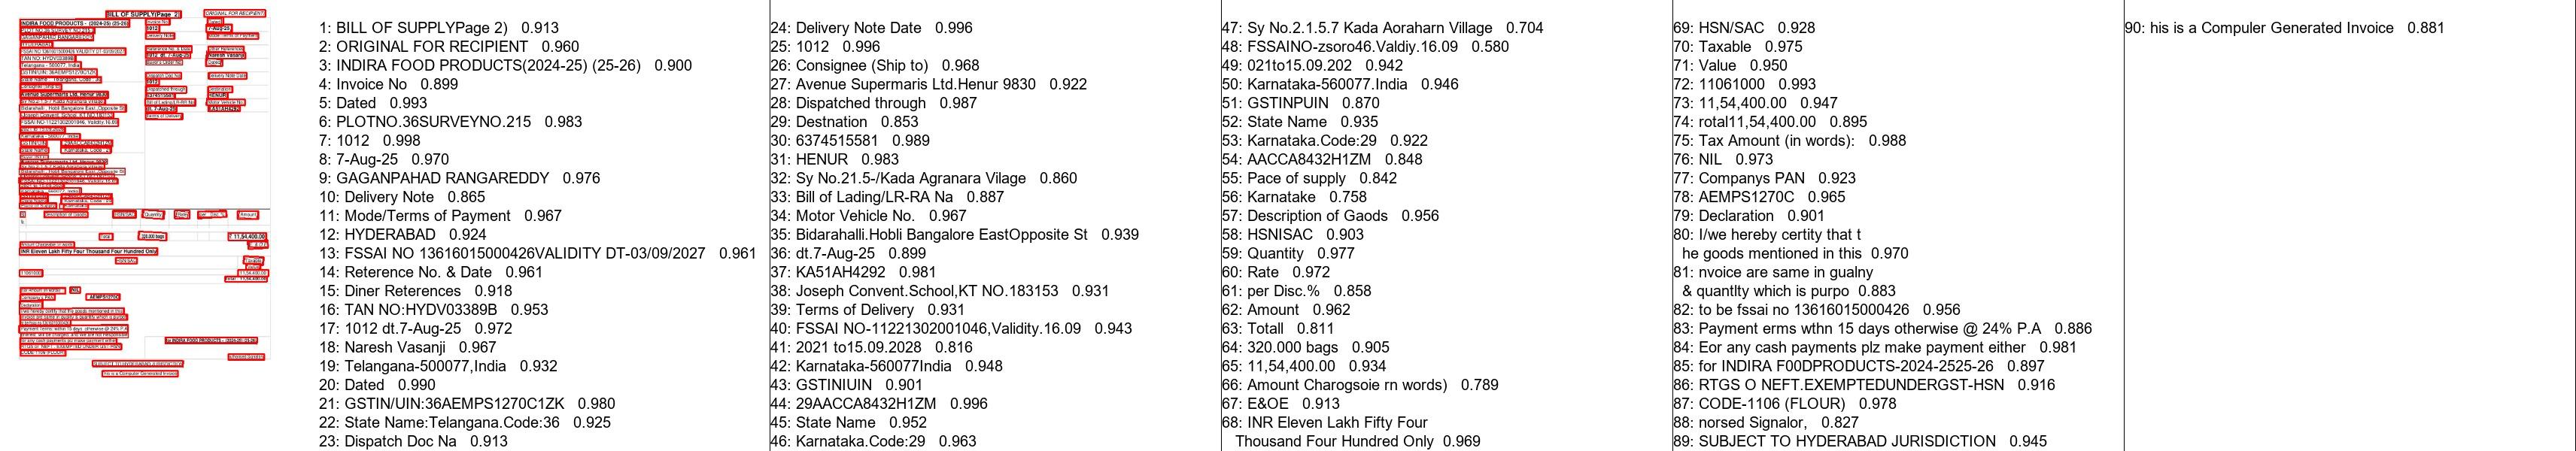 1: BILL OF SUPPLYPage 2) 0.913
2: ORIGINAL FOR RECIPIENT 0.960
3: INDIRA FOOD PRODUCTS(2024-25) (25-26) 0.900
4: Invoice No 0.899
5: Dated 0.993
6: PLOTNO.36SURVEYNO.215 0.983
7: 1012 0.998
8: 7-Aug-25 0.970
9: GAGANPAHAD RANGAREDDY 0.976
10: Delivery Note 0.865
11: Mode/Terms of Payment 0.967
12: HYDERABAD 0.924
13: FSSAI NO 13616015000426VALIDITY DT-03/09/2027 0.961
14: Reterence No. & Date 0.961
15: Diner References 0.918
16: TAN NO:HYDV03389B 0.953
17: 1012 dt.7-Aug-25 0.972
18: Naresh Vasanji 0.967
19: Telangana-500077,India 0.932
20: Dated 0.990
21: GSTIN/UIN:36AEMPS1270C1ZK 0.980
22: State Name:Telangana.Code:36 0.925
23: Dispatch Doc Na 0.913
24: Delivery Note Date 0.996
25: 1012 0.996
26: Consignee (Ship to) 0.968
27: Avenue Supermaris Ltd.Henur 9830 0.922
28: Dispatched through 0.987
29: Destnation 0.853
30: 6374515581 0.989
31: HENUR 0.983
32: Sy No.21.5-/Kada Agranara Vilage 0.860
33: Bill of Lading/LR-RA Na 0.887
34: Motor Vehicle No. 0.967
35: Bidarahalli.Hobli Bangalore EastOpposite St 0.939
36: dt.7-Aug-25 0.899
37: KA51AH4292 0.981
38: Joseph Convent.School,KT NO.183153 0.931
39: Terms of Delivery 0.931
40: FSSAI NO-11221302001046,Validity.16.09 0.943
41: 2021 to15.09.2028 0.816
42: Karnataka-560077India 0.948
43: GSTINIUIN 0.901
44: 29AACCA8432H1ZM 0.996
45: State Name 0.952
46: Karnataka.Code:29 0.963
47: Sy No.2.1.5.7 Kada Aoraharn Village 0.704
48: FSSAINO-zsoro46.Valdiy.16.09 0.580
49: 021to15.09.202 0.942
50: Karnataka-560077.India 0.946
51: GSTINPUIN 0.870
52: State Name 0.935
53: Karnataka.Code:29 0.922
54: AACCA8432H1ZM 0.848
55: Pace of supply 0.842
56: Karnatake 0.758
57: Description of Gaods 0.956
58: HSNISAC 0.903
59: Quantity 0.977
60: Rate 0.972
61: per Disc.% 0.858
62: Amount 0.962
63: Totall 0.811
64: 320.000 bags 0.905
65: 11,54,400.00 0.934
66: Amount Charogsoie rn words) 0.789
67: E&OE 0.913
68: INR Eleven Lakh Fifty Four
Thousand Four Hundred Only 0.969
69: HSN/SAC 0.928
70: Taxable 0.975
71: Value 0.950
72: 11061000 0.993
73: 11,54,400.00 0.947
74: rotal11,54,400.00 0.895
75: Tax Amount (in words): 0.988
76: NIL 0.973
77: Companys PAN 0.923
78: AEMPS1270C 0.965
79: Declaration 0.901
80: I/we hereby certity that t
he goods mentioned in this 0.970
81: nvoice are same in gualny
& quantlty which is purpo 0.883
82: to be fssai no 13616015000426 0.956
83: Payment erms wthn 15 days otherwise @ 24% P.A 0.886
84: Eor any cash payments plz make payment either 0.981
85: for INDIRA F00DPRODUCTS-2024-2525-26 0.897
86: RTGS O NEFT.EXEMPTEDUNDERGST-HSN 0.916
87: CODE-1106 (FLOUR) 0.978
88: norsed Signalor, 0.827
89: SUBJECT TO HYDERABAD JURISDICTION 0.945
90: his is a Compuler Generated Invoice 0.881